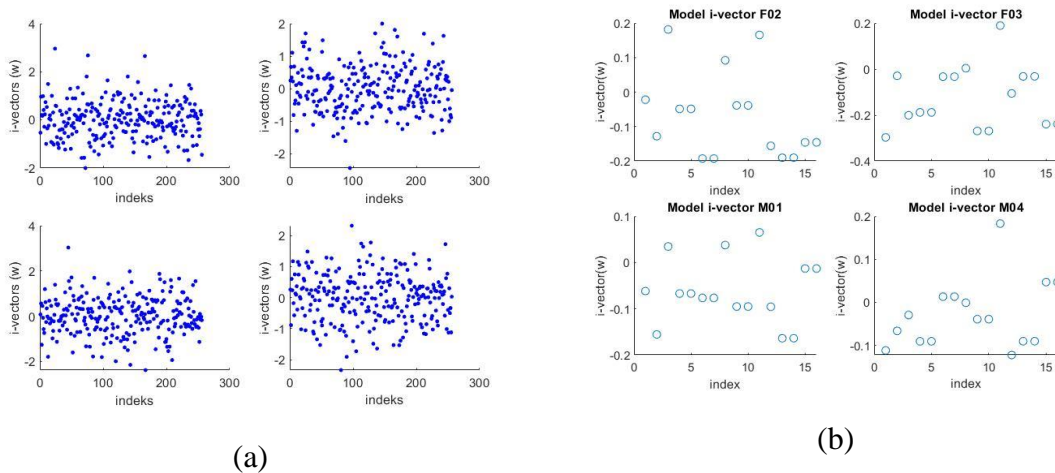 4
2
0
-2
i-vectors (w)
0 100 200 300
indeks
2
1
0
-1
-2
i-vectors (w)
0 100 200 300
indeks
4
2
0
-2
i-vectors (w)
0 100 200 300
indeks
2
1
0
-1
-2
i-vectors (w)
0 100 200 300
indeks
(a)
Model i-vector F02
0.2
0.1
0
-0.1
-0.2
i-vector(w)
0 5 10 15
index
Model i-vector F03
0.2
0
-0.2
-0.4
i-vector(w)
0 5 10 15
index
Model i-vector M01
0.1
0
-0.1
-0.2
i-vector(w)
0 5 10 15
index
Model i-vector M04
0.2
0.1
0
-0.1
i-vector(w)
0 5 10 15
index
(b)